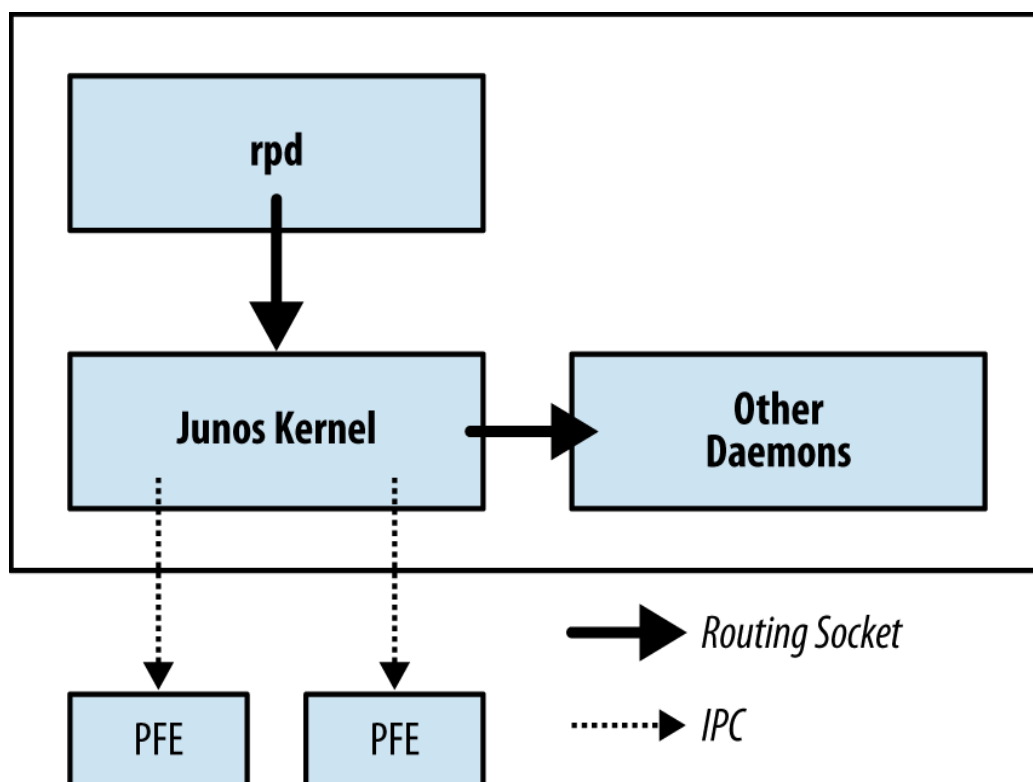 rpd
Junos Kernel
Other
Daemons
Routing Socket
IPC
PFE
PFE